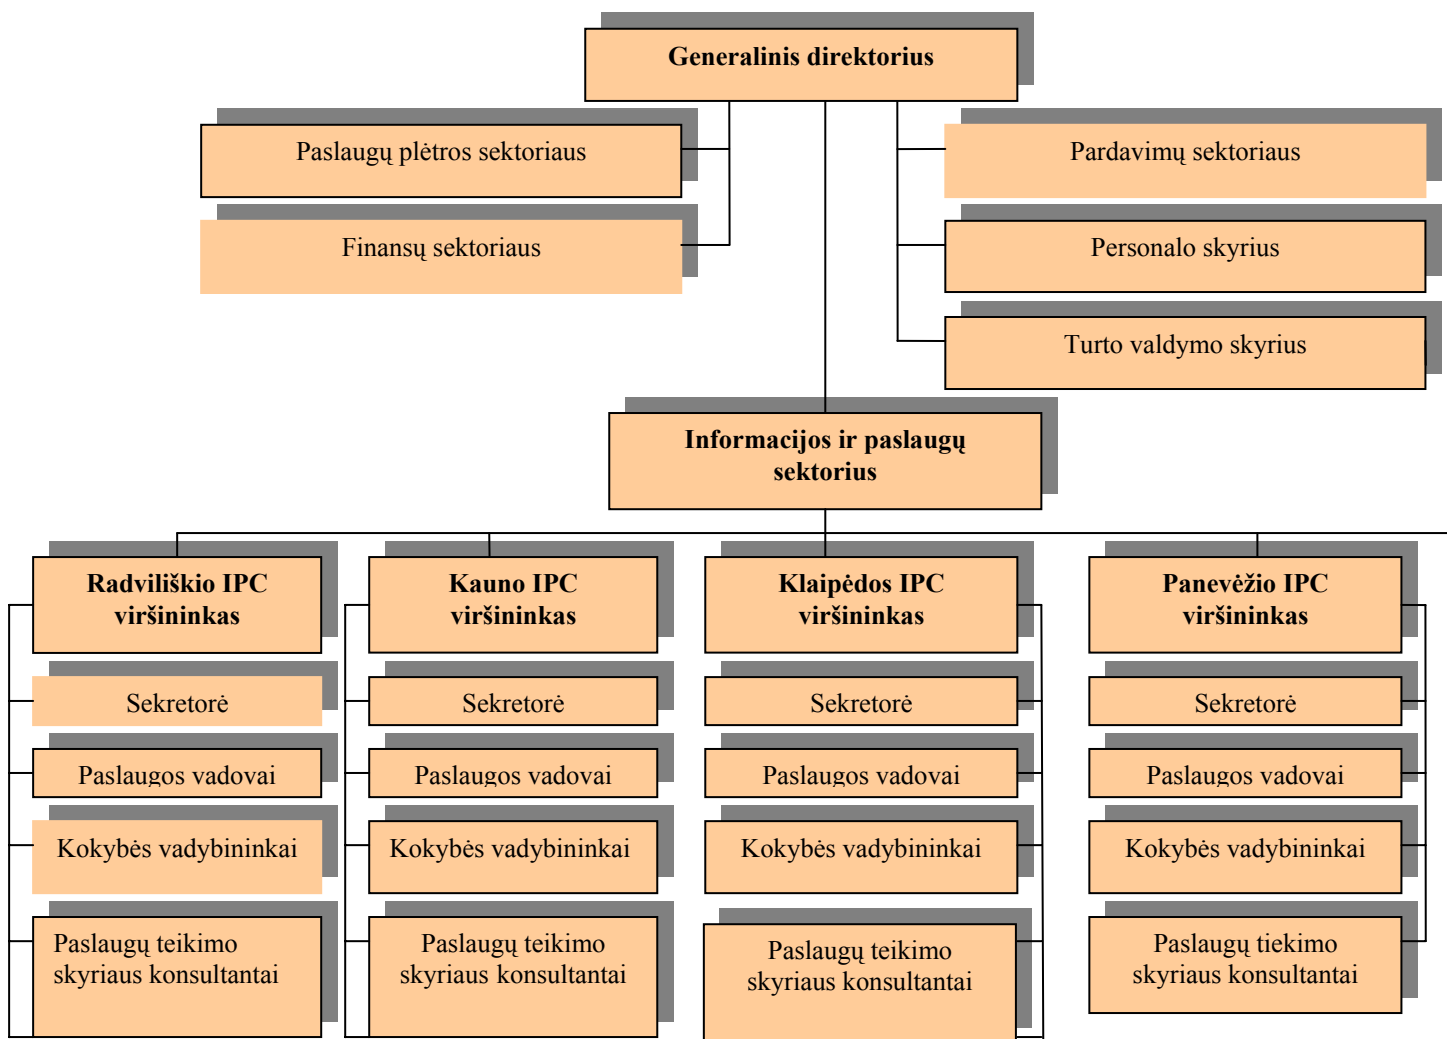 Generalinis direktorius
Paslaugų plėtros sektoriaus
Pardavimų sektoriaus
Finansų sektoriaus
Personalo skyrius
Turto valdymo skyrius
Informacijos ir paslaugų
sektorius
Radviliškio IPC
viršininkas
Sekretorė
Paslaugos vadovai
Kokybės vadybininkai
Paslaugų teikimo
skyriaus konsultantai
Kauno IPC
viršininkas
Sekretorė
Paslaugos vadovai
Kokybės vadybininkai
Paslaugų teikimo
skyriaus konsultantai
Klaipėdos IPC
viršininkas
Sekretorė
Paslaugos vadovai
Kokybės vadybininkai
Paslaugų teikimo
skyriaus konsultantai
Panevėžio IPC
viršininkas
Sekretorė
Paslaugos vadovai
Kokybės vadybininkai
Paslaugų tiekimo
skyriaus konsultantai